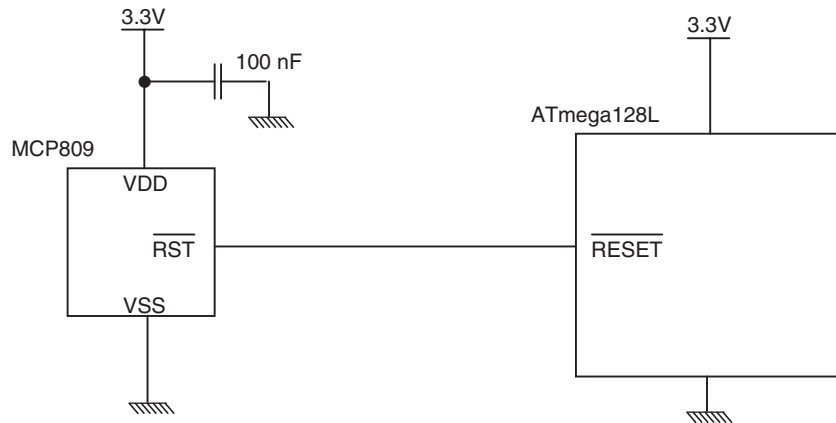 3.3V
3.3V
100 nF
ATmega128L
MCP809
VDD
RST
RESET
VSS